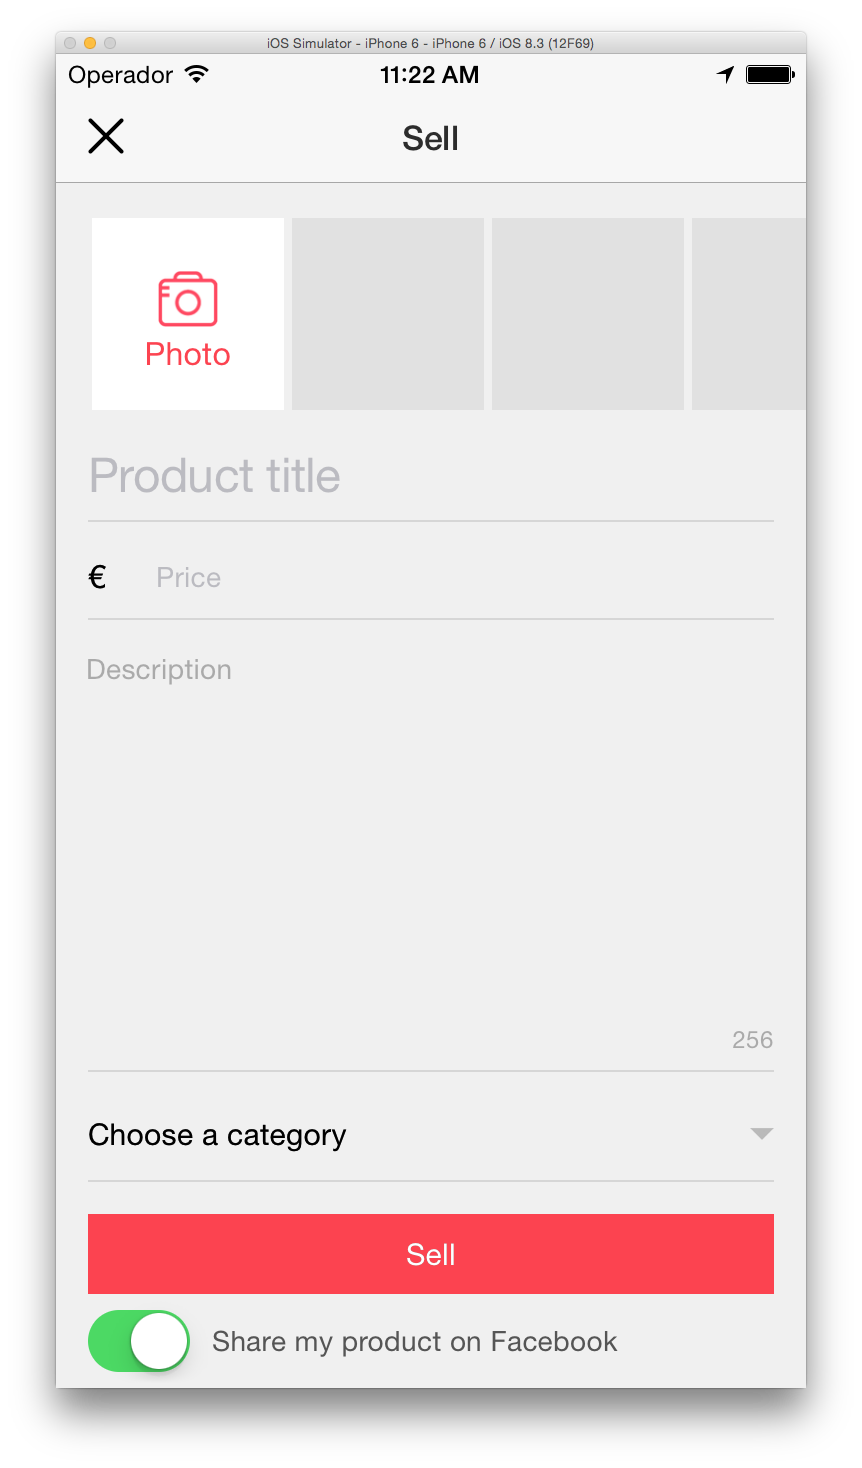 iOS Simulator - iPhone 6 - iPhone 6 / iOS 8.3 (12F69)
Operador 11:22 AM
Sell
Photo
Product title
€ Price
Description
256
Choose a category
Sell
Share my product on Facebook